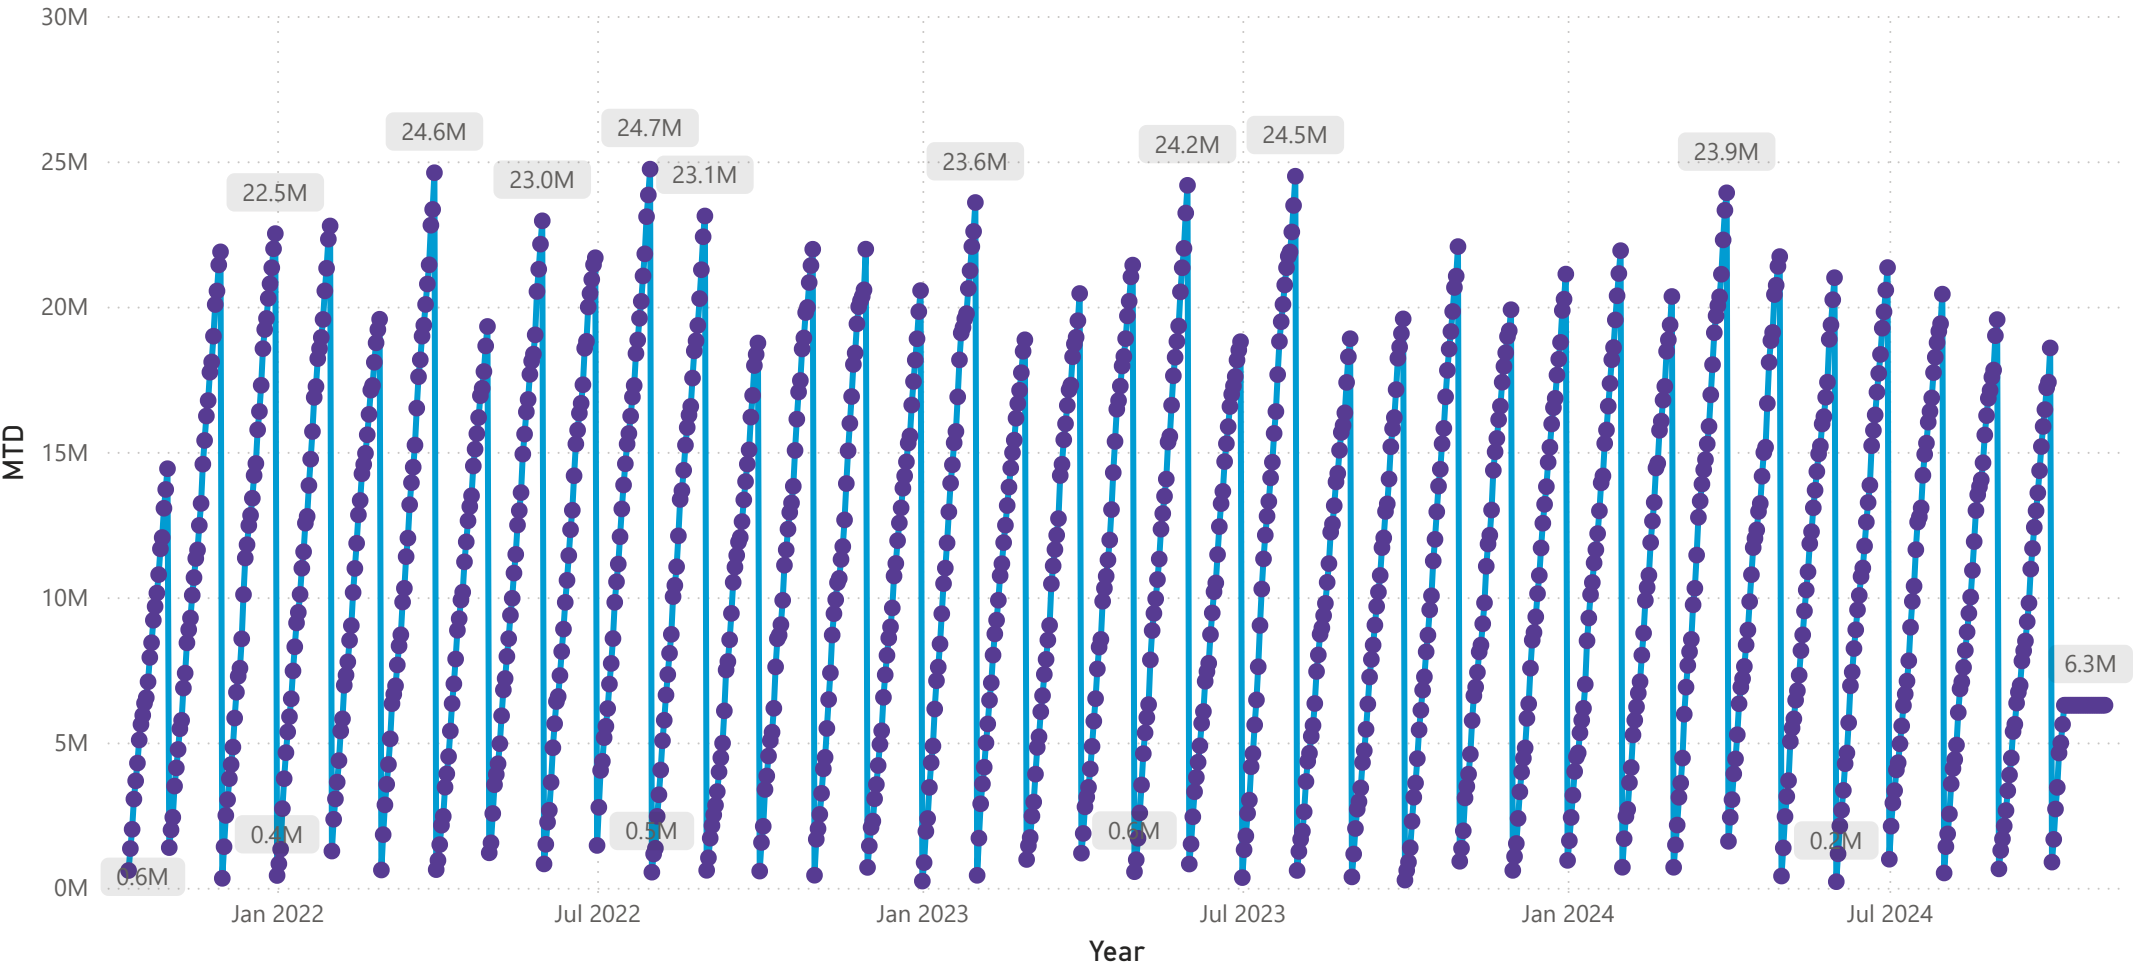 30M
25M
20M
15M
10M
5M
0M
MTD
24.6M
24.7M
24.2M
24.5M
23.9M
23.6M
23.0M
23.1M
22.5M
6.3M
0.4M
0.5M
0.6M
0.2M
0.6M
Jan 2022
Jul 2022
Jan 2023
Jul 2023
Jan 2024
Jul 2024
Year